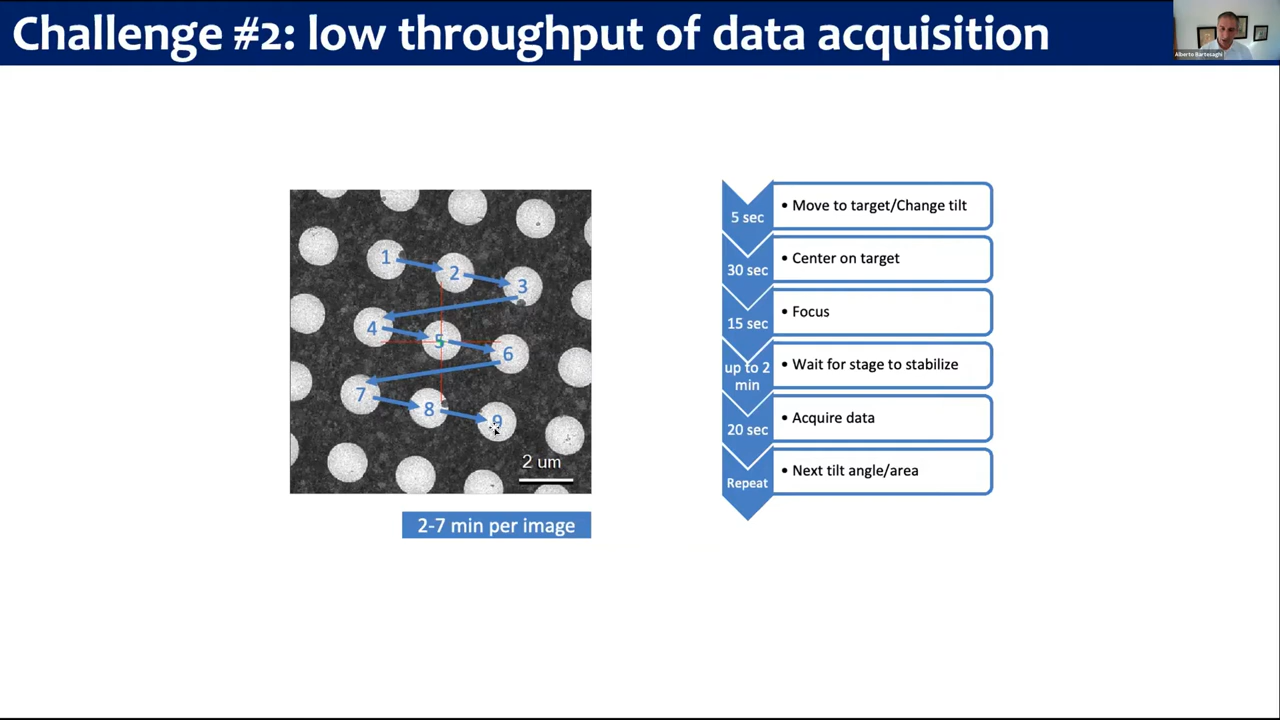 Challenge #2: low throughput of data acquisition
Alberto Bartesaghi
1
2
3
4
5
6
7
8
9
2 um
2-7 min per image
5 sec
• Move to target/Change tilt
30 sec
• Center on target
15 sec
• Focus
up to 2
min
• Wait for stage to stabilize
20 sec
• Acquire data
Repeat
• Next tilt angle/area